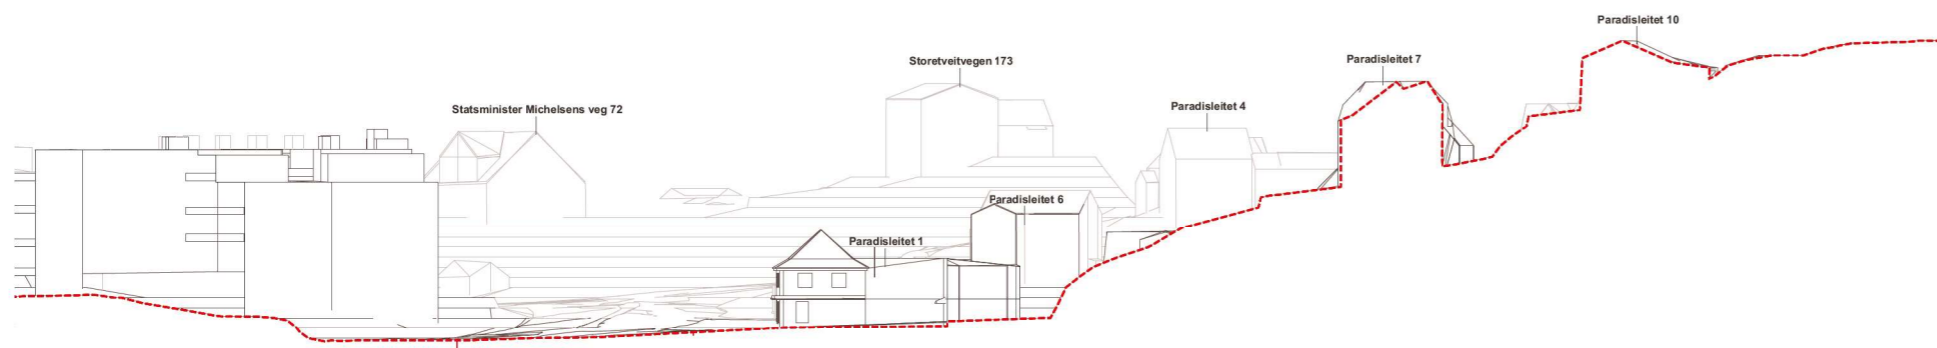 Paradisleitet 10
Storetveitvegen 173
Paradisleitet 7
Statsminister Michelsens veg 72
Paradisleitet 4
Paradisleitet 6
Paradisleitet 1